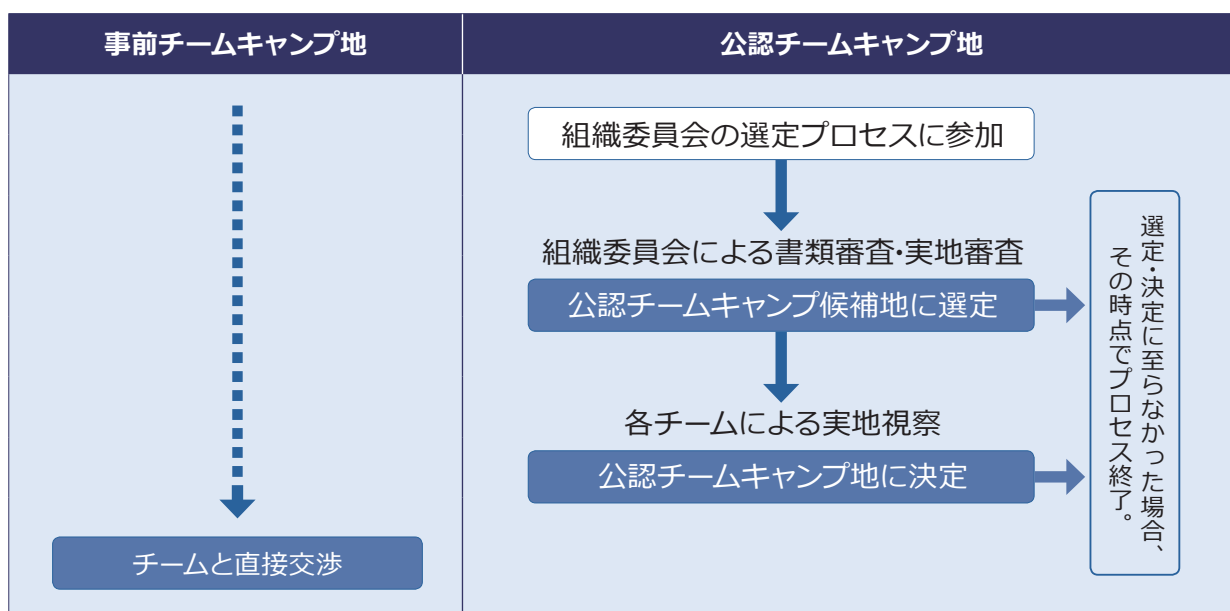 事前チームキャンプ地
公認チームキャンプ地
組織委員会の選定プロセスに参加
組織委員会による書類審査・実地審査
公認チームキャンプ候補地に選定
各チームによる実地視察
公認チームキャンプ地に決定
選定・決定に至らなかった場合、
その時点でプロセス終了。
チームと直接交渉